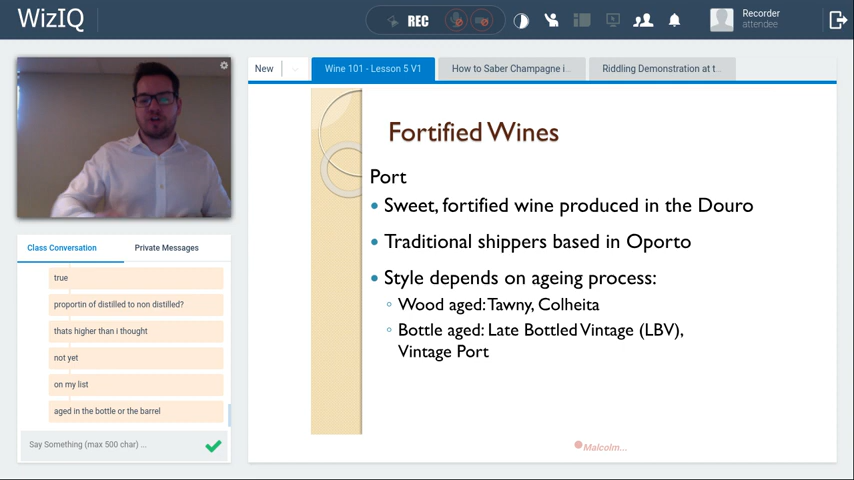 WizIQ
REC
Recorder
attendee
New
Wine 101 - Lesson 5 V1
How to Saber Champagne i...
Riddling Demonstration at t...
Fortified Wines
Port
Sweet, fortified wine produced in the Douro
Traditional shippers based in Oporto
Style depends on ageing process:
Wood aged: Tawny, Colheita
Bottle aged: Late Bottled Vintage (LBV),
Vintage Port
Malcolm...
Class Conversation
Private Messages
true
proportin of distilled to non distilled?
thats higher than i thought
not yet
on my list
aged in the bottle or the barrel
Say Something (max 500 char) ...